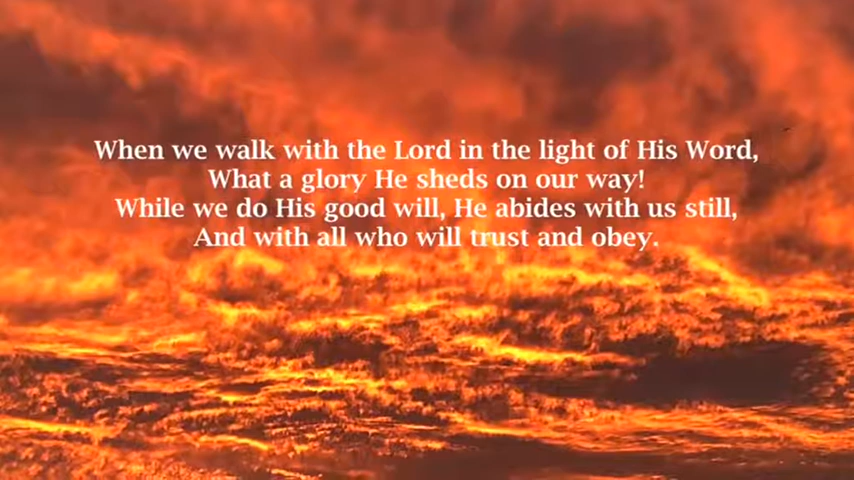 When we walk with the Lord in the light of His Word,
What a glory He sheds on our way!
While we do His good will, He abides with us still,
And with all who will trust and obey.